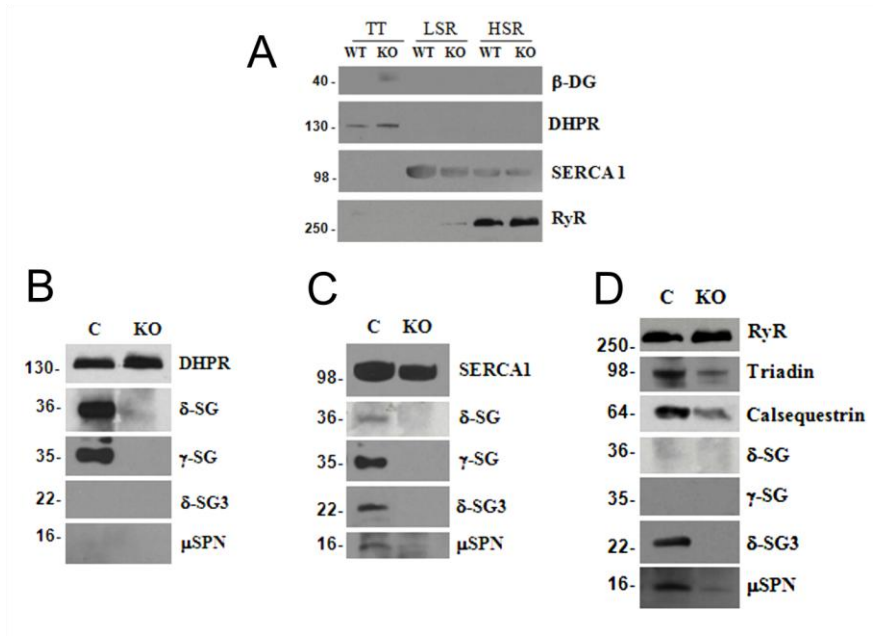 A
TT LSR HSR
WT KO WT KO WT KO
40 - β-DG
130 - DHPR
98 - SERCA1
250 - RyR
B
C KO
130- DHPR
36- δ-SG
35- γ-SG
22- δ-SG3
16- μSPN
C
C KO
98- SERCA1
36- δ-SG
35- γ-SG
22- δ-SG3
16- μSPN
D
C KO
250- RyR
98- Triadin
64- Calsequestrin
36- δ-SG
35- γ-SG
22- δ-SG3
16- μSPN